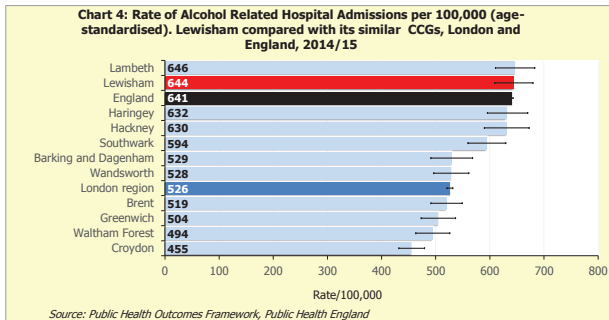 Chart 4: Rate of Alcohol Related Hospital Admissions per 100,000 (age-
standardised). Lewisham compared with its similar CCGs, London and
England, 2014/15
Lambeth 646
Lewisham 644
England 641
Haringey 632
Hackney 630
Southwark 594
Barking and Dagenham 529
Wandsworth 528
London region 526
Brent 519
Greenwich 504
Waltham Forest 494
Croydon 455
0 100 200 300 400 500 600 700 800
Rate/100,000
Source: Public Health Outcomes Framework, Public Health England